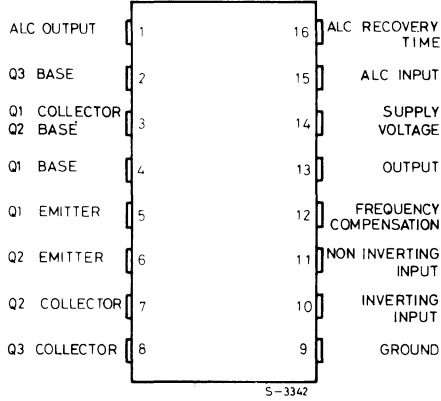 ALC OUTPUT 1 16 ALC RECOVERY
TIME
Q3 BASE 2 15 ALC INPUT
Q1 COLLECTOR
Q2 BASE 3 14 SUPPLY
VOLTAGE
Q1 BASE 4 13 OUTPUT
Q1 EMITTER 5 12 FREQUENCY
COMPENSATION
Q2 EMITTER 6 11 NON INVERTING
INPUT
Q2 COLLECTOR 7 10 INVERTING
INPUT
Q3 COLLECTOR 8 9 GROUND
S-3342